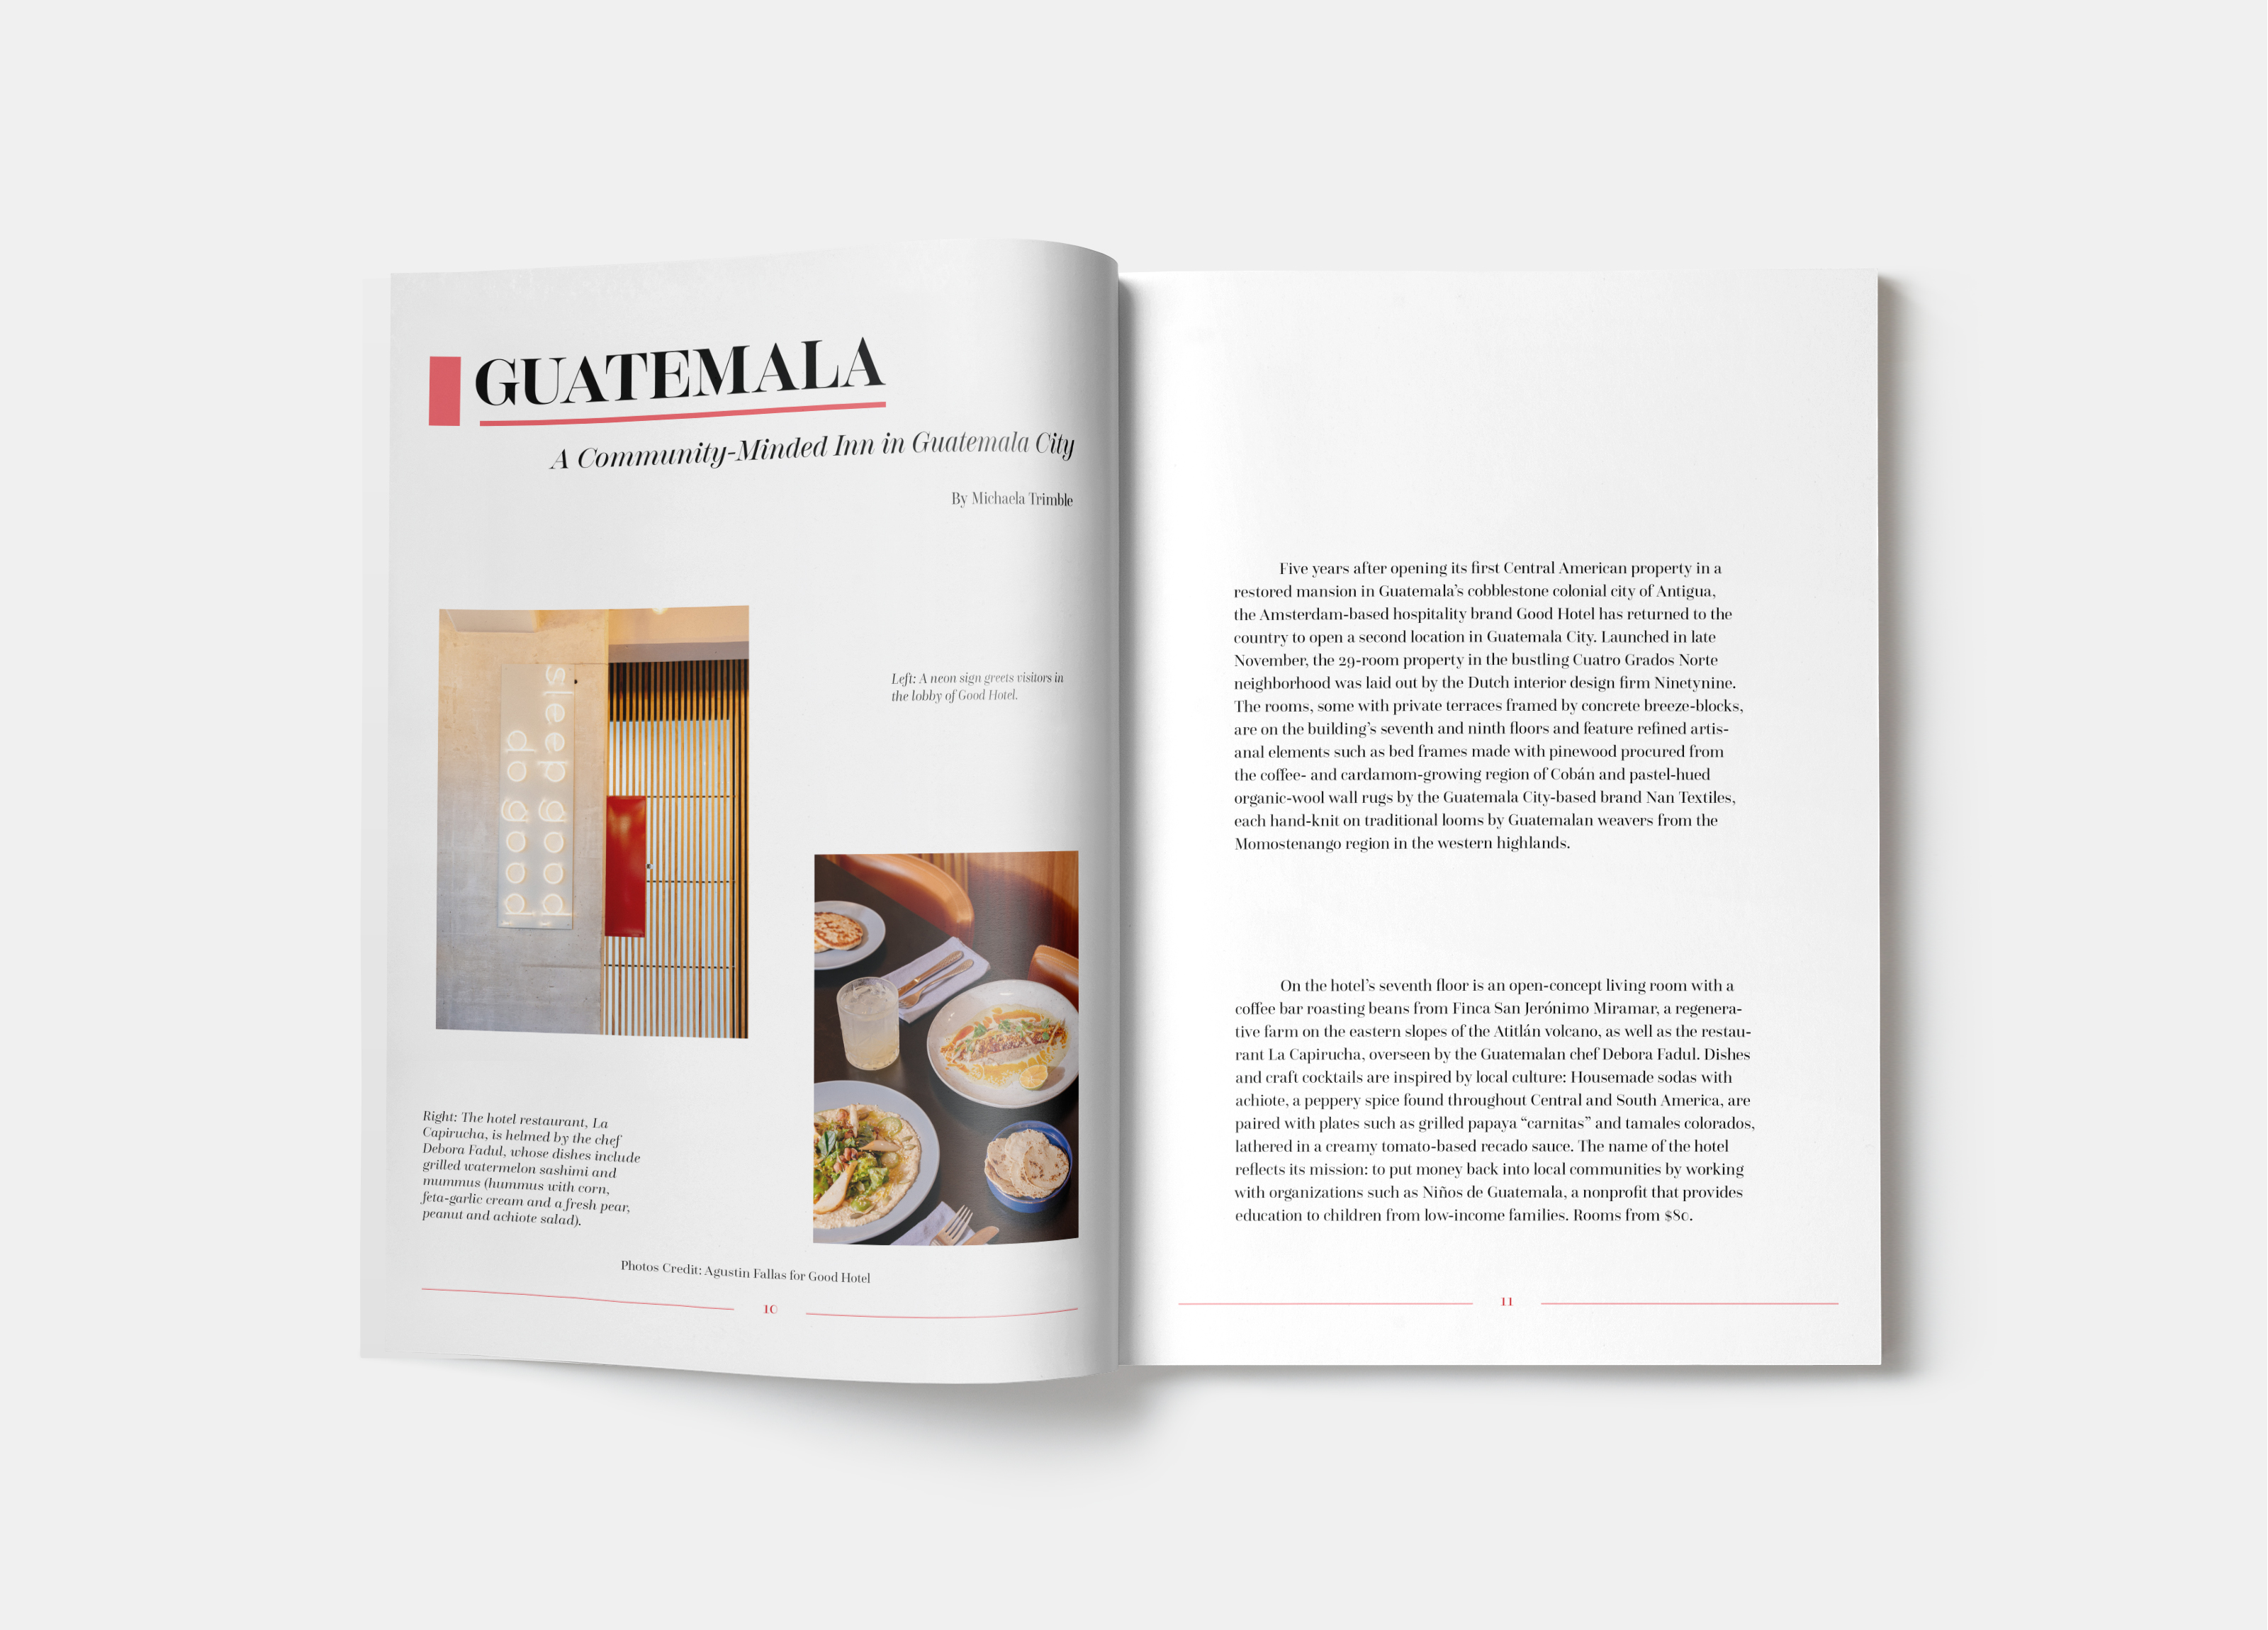 GUATEMALA
A Community-Minded Inn in Guatemala City
By Michaela Trimble
sleep good
do good
Left: A neon sign greets visitors in
the lobby of Good Hotel.
Right: The hotel restaurant, La
Capirucha, is helmed by the chef
Debora Fadul, whose dishes include
grilled watermelon sashimi and
mummus (hummus with corn,
feta-garlic cream and a fresh pear,
peanut and achiote salad).
Photos Credit: Agustin Fallas for Good Hotel
10
Five years after opening its first Central American property in a
restored mansion in Guatemala’s cobblestone colonial city of Antigua,
the Amsterdam-based hospitality brand Good Hotel has returned to the
country to open a second location in Guatemala City. Launched in late
November, the 29-room property in the bustling Cuatro Grados Norte
neighborhood was laid out by the Dutch interior design firm Ninetynine.
The rooms, some with private terraces framed by concrete breeze-blocks,
are on the building’s seventh and ninth floors and feature refined artis-
anal elements such as bed frames made with pinewood procured from
the coffee- and cardamom-growing region of Cobán and pastel-hued
organic-wool wall rugs by the Guatemala City-based brand Nan Textiles,
each hand-knit on traditional looms by Guatemalan weavers from the
Momostenango region in the western highlands.
On the hotel’s seventh floor is an open-concept living room with a
coffee bar roasting beans from Finca San Jerónimo Miramar, a regenera-
tive farm on the eastern slopes of the Atitlán volcano, as well as the restau-
rant La Capirucha, overseen by the Guatemalan chef Debora Fadul. Dishes
and craft cocktails are inspired by local culture: Housemade sodas with
achiote, a peppery spice found throughout Central and South America, are
paired with plates such as grilled papaya “carnitas” and tamales colorados,
lathered in a creamy tomato-based recado sauce. The name of the hotel
reflects its mission: to put money back into local communities by working
with organizations such as Niños de Guatemala, a nonprofit that provides
education to children from low-income families. Rooms from $80.
11